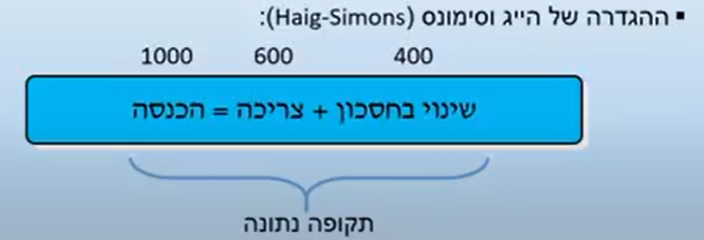 ▪ ההגדרה של הייג וסימונס (Haig-Simons):
1000 600 400
שינוי בחסכון + צריכה = הכנסה
תקופה נתונה